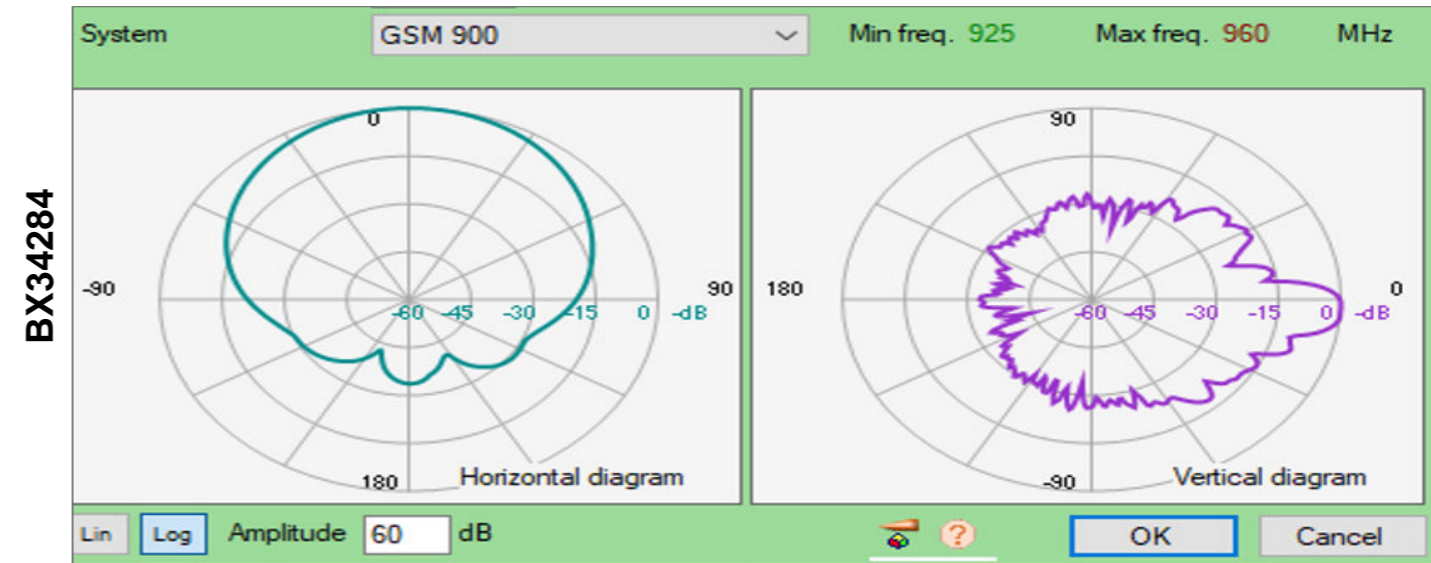 BX34284
System GSM 900 Min freq. 925 Max freq. 960 MHz
0
-90 90
-60 -45 -30 -15 0 -dB
180
Horizontal diagram
90
180 0
-60 -45 -30 -15 0 -dB
-90
Vertical diagram
Lin Log Amplitude 60 dB ? OK Cancel